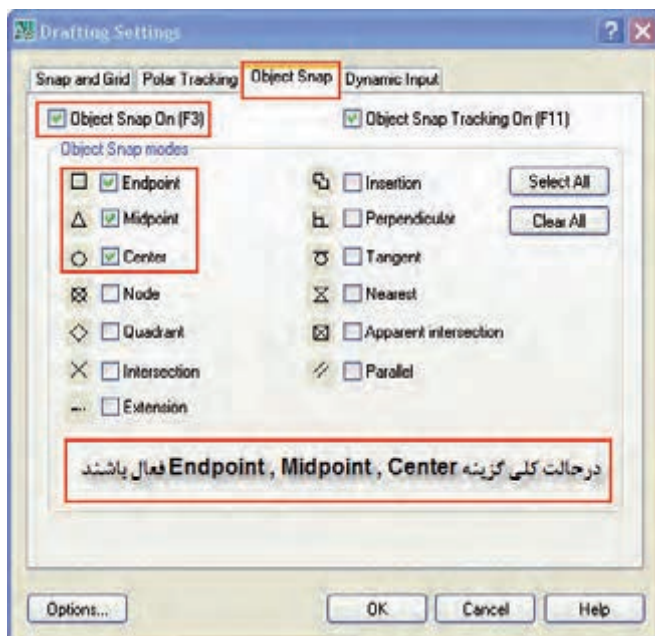 Drafting Settings
Snap and Grid Polar Tracking Object Snap Dynamic Input
Object Snap On (F3) Object Snap Tracking On (F11)
Object Snap modes
Endpoint Insertion Select All
Midpoint Perpendicular Clear All
Center Tangent
Node Nearest
Quadrant Apparent intersection
Intersection Parallel
Extension
در حالت کلی گزینه Endpoint , Midpoint , Center فعال باشند
Options... OK Cancel Help